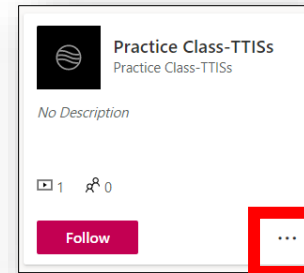 Practice Class-TTISs
Practice Class-TTISs
No Description
1 0
Follow
...